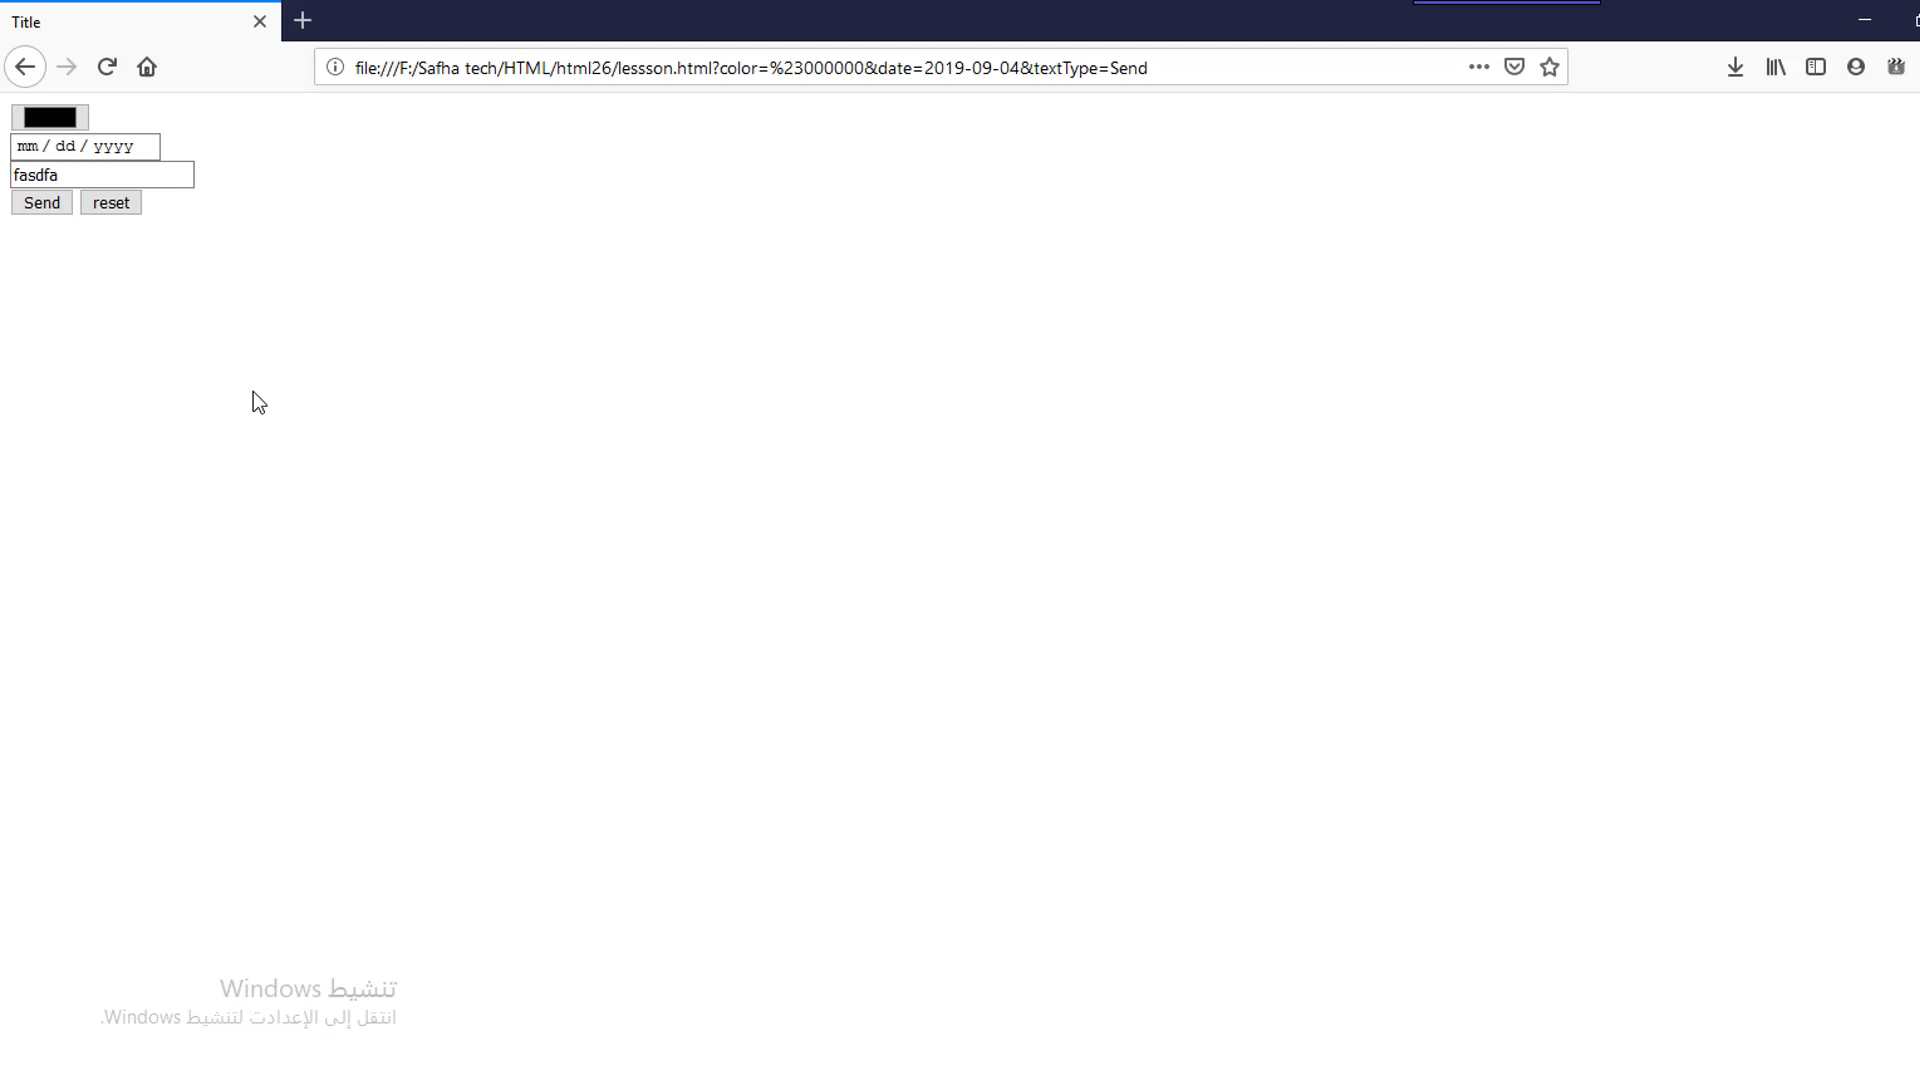 Title
file:///F:/Safha tech/HTML/html26/lessson.html?color=%23000000&date=2019-09-04&textType=Send
mm / dd / yyyy
fasdfa
Send reset
تنشيط Windows
انتقل إلى الإعدادت لتنشيط Windows.